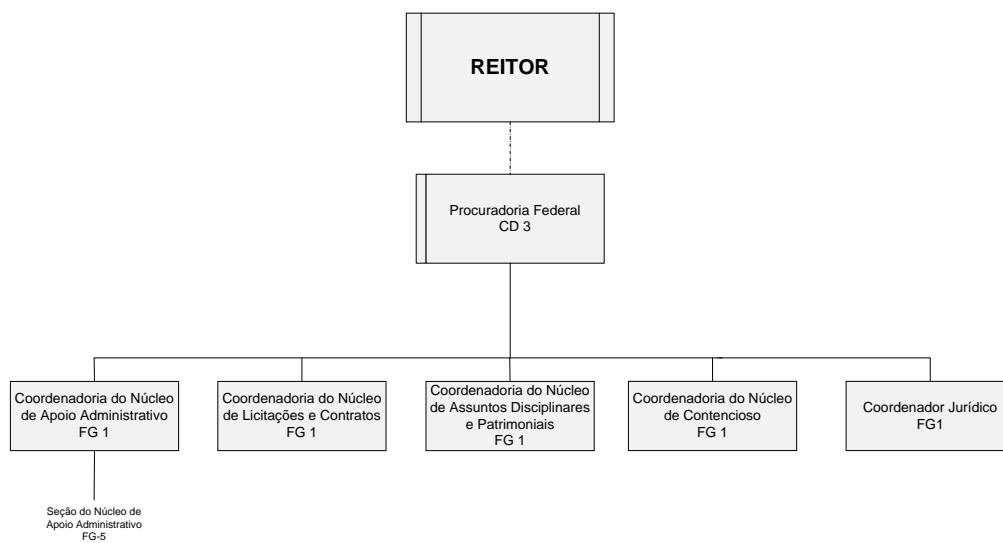 REITOR
Procuradoria Federal
CD 3
Coordenadoria do Núcleo
de Apoio Administrativo
FG 1
Coordenadoria do Núcleo
de Licitações e Contratos
FG 1
Coordenadoria do Núcleo
de Assuntos Disciplinares
e Patrimoniais
FG 1
Coordenadoria do Núcleo
de Contencioso
FG 1
Coordenador Jurídico
FG1
Seção do Núcleo de
Apoio Administrativo
FG-5